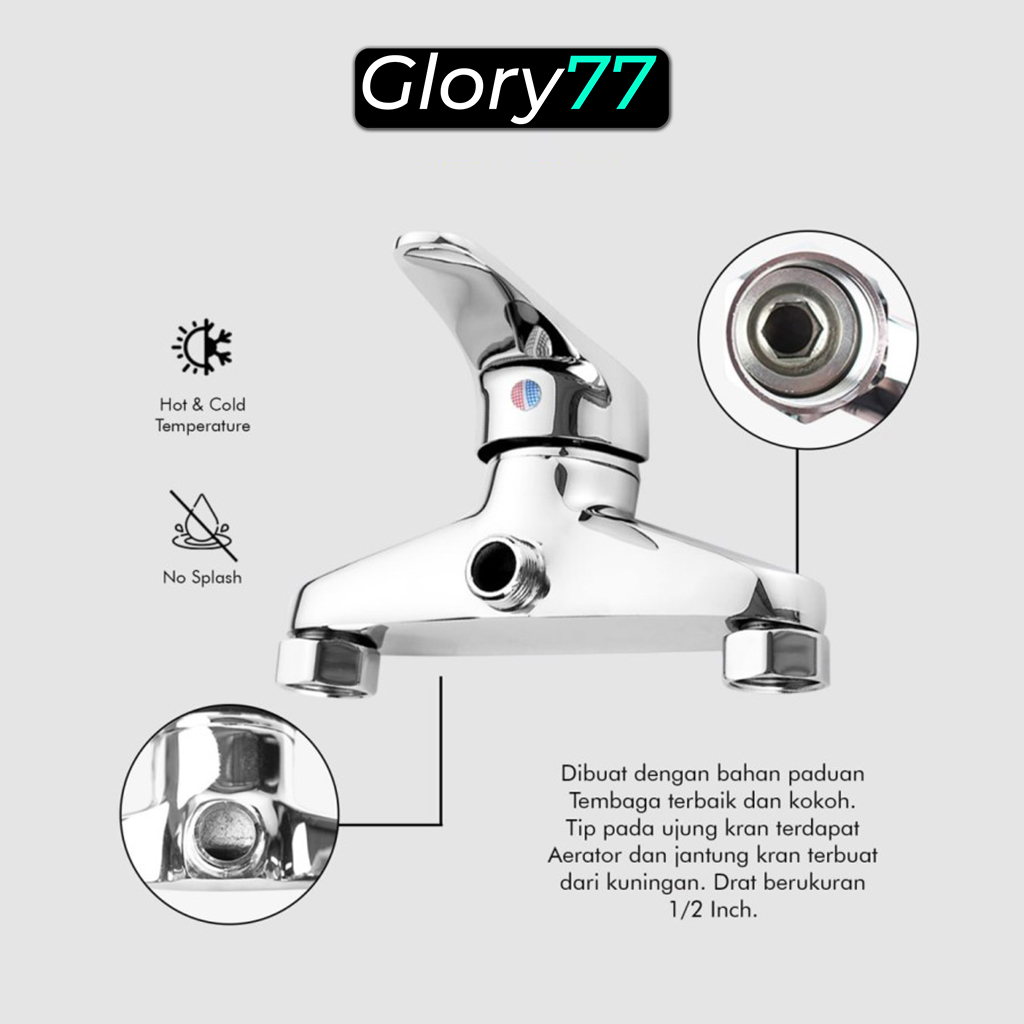 Glory77
Hot & Cold
Temperature
No Splash
Dibuat dengan bahan paduan
Tembaga terbaik dan kokoh.
Tip pada ujung kran terdapat
Aerator dan jantung kran terbuat
dari kuningan. Drat berukuran
1/2 Inch.